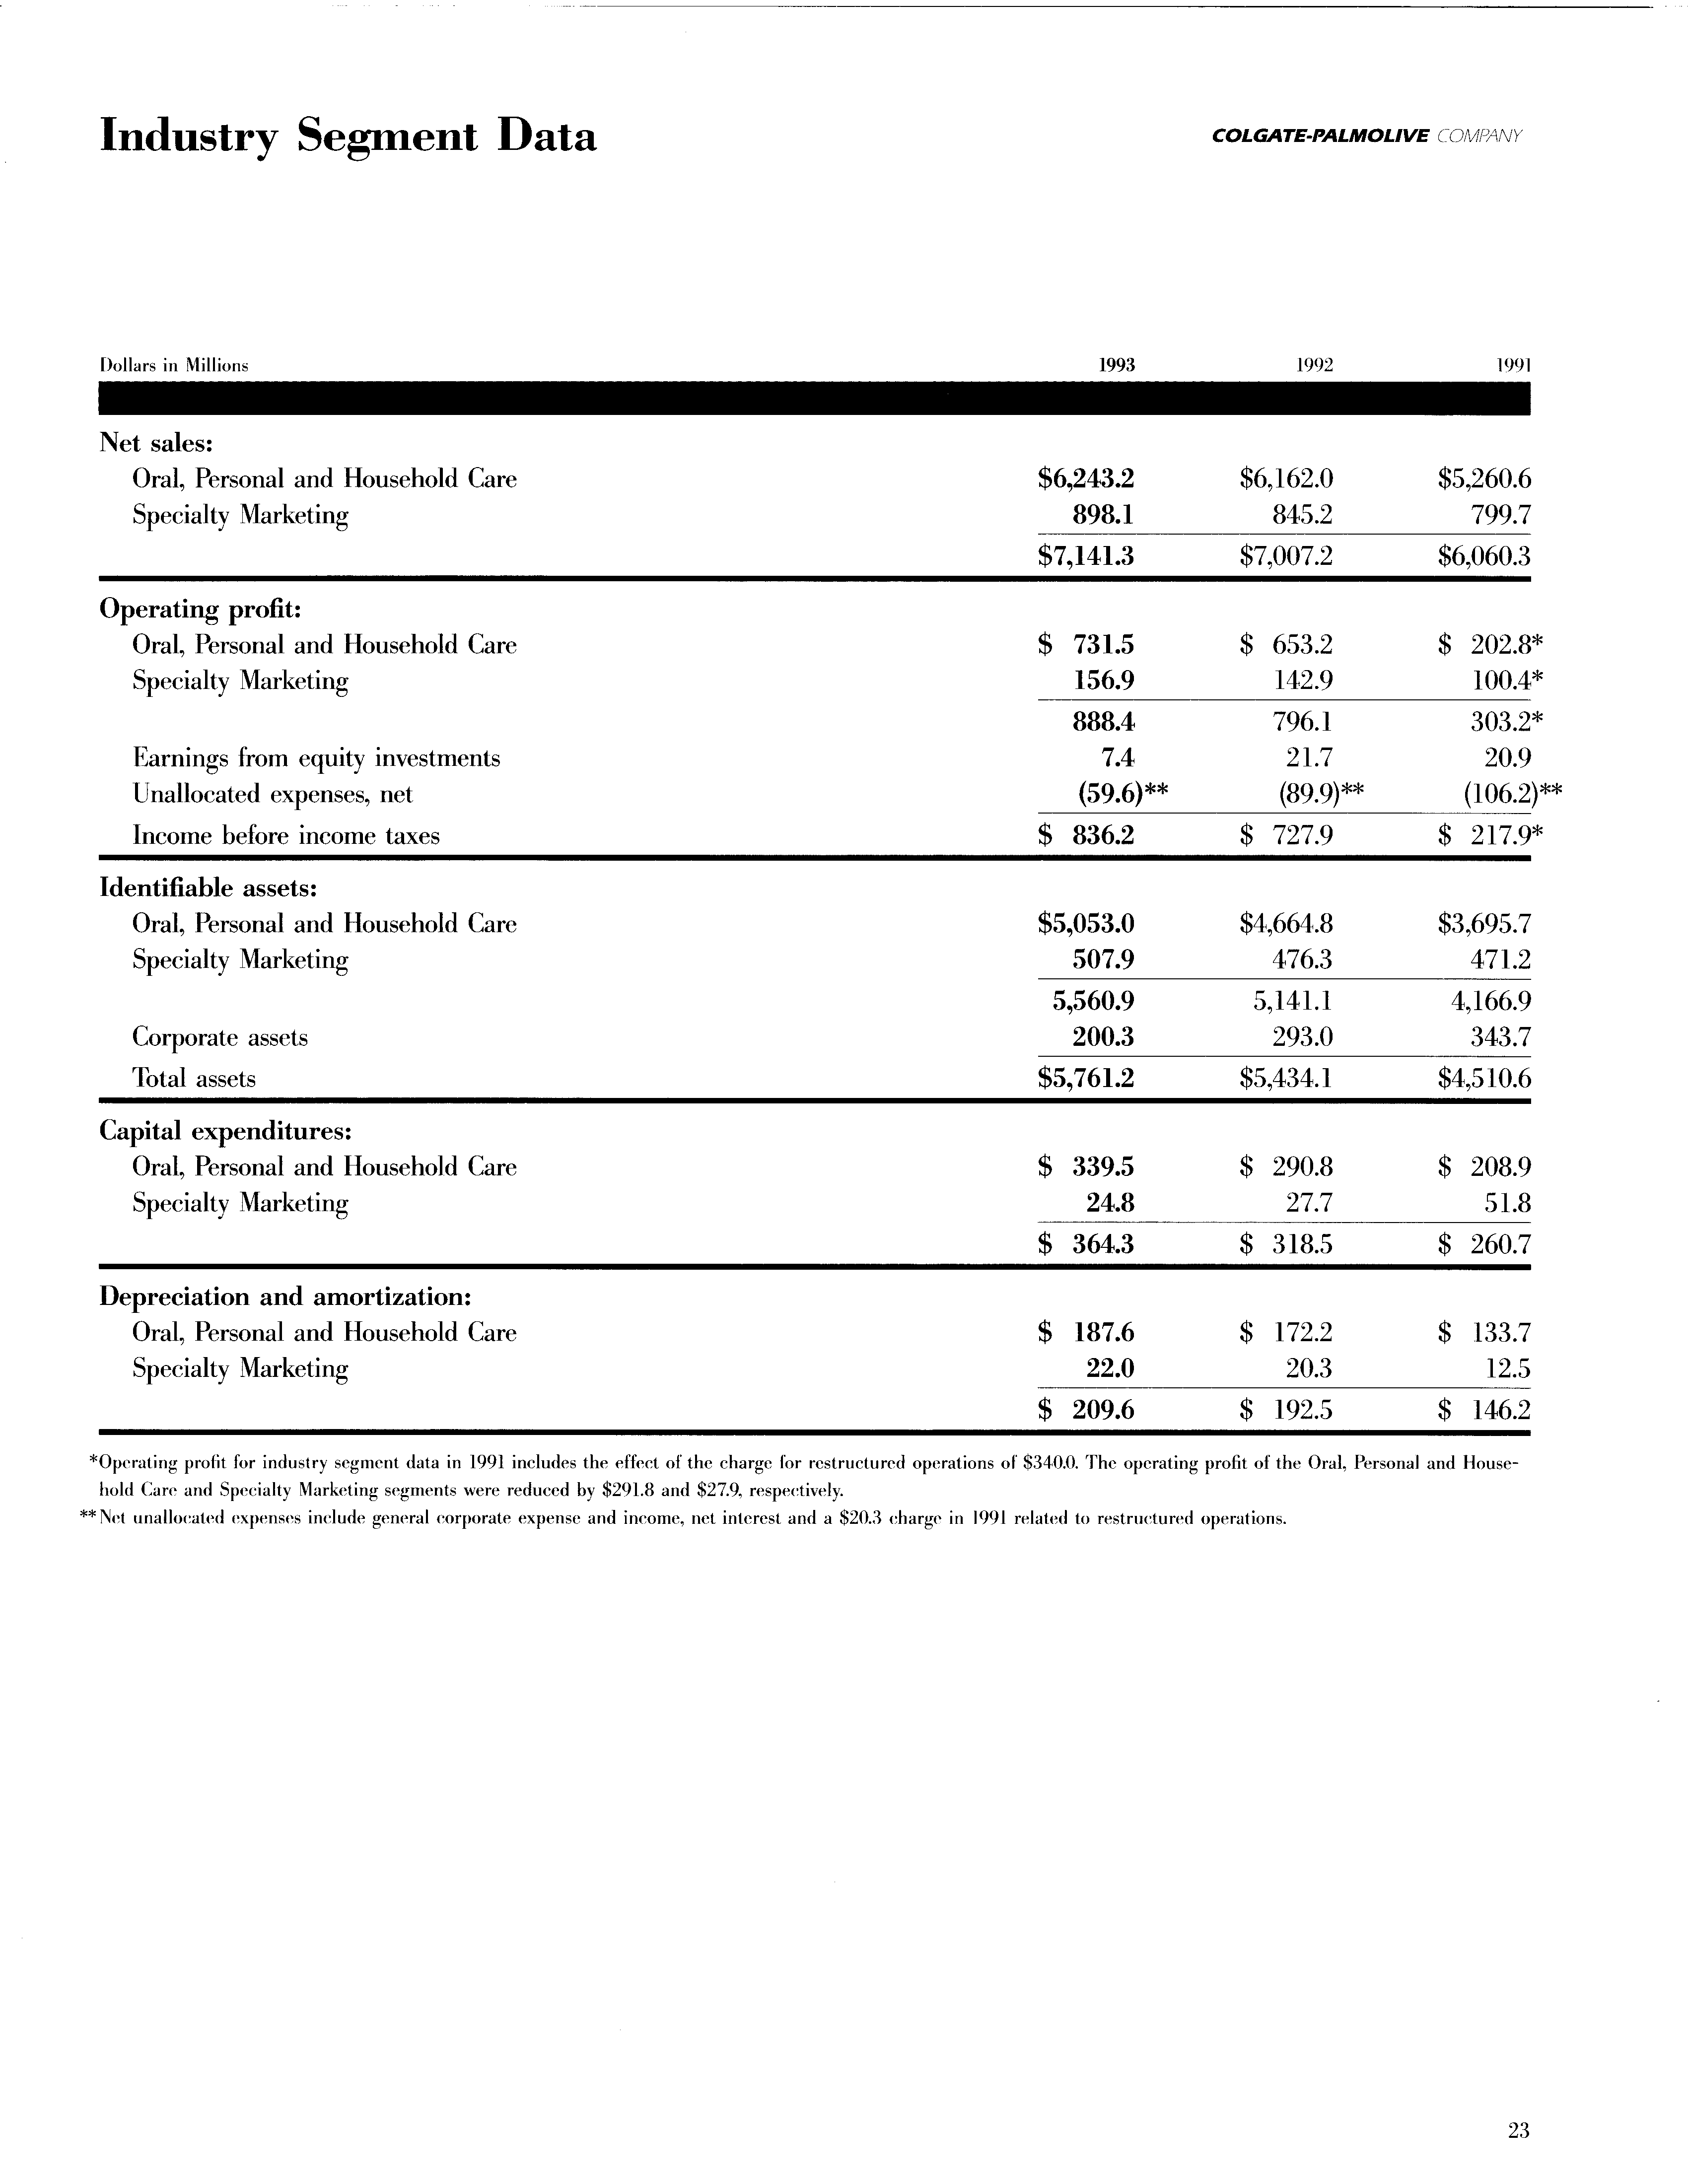 Industry Segment Data
COLGATE-PALMOLIVE COMPANY
Dollars in Millions 1993 1992 1991
Net sales:
Oral, Personal and Household Care $6,243.2 $6,162.0 $5,260.6
Specialty Marketing 898.1 845.2 799.7
$7,141.3 $7,007.2 $6,060.3
Operating profit:
Oral, Personal and Household Care $ 731.5 $ 653.2 $ 202.8*
Specialty Marketing 156.9 142.9 100.4*
888.4 796.1 303.2*
Earnings from equity investments 7.4 21.7 20.9
Unallocated expenses, net (59.6)** (89.9)** (106.2)**
Income before income taxes $ 836.2 $ 727.9 $ 217.9*
Identifiable assets:
Oral, Personal and Household Care $5,053.0 $4,664.8 $3,695.7
Specialty Marketing 507.9 476.3 471.2
5,560.9 5,141.1 4,166.9
Corporate assets 200.3 293.0 343.7
Total assets $5,761.2 $5,434.1 $4,510.6
Capital expenditures:
Oral, Personal and Household Care $ 339.5 $ 290.8 $ 208.9
Specialty Marketing 24.8 27.7 51.8
$ 364.3 $ 318.5 $ 260.7
Depreciation and amortization:
Oral, Personal and Household Care $ 187.6 $ 172.2 $ 133.7
Specialty Marketing 22.0 20.3 12.5
$ 209.6 $ 192.5 $ 146.2
*Operating profit for industry segment data in 1991 includes the effect of the charge for restructured operations of $340.0. The operating profit of the Oral, Personal and House-
hold Care and Specialty Marketing segments were reduced by $291.8 and $27.9, respectively.
**Net unallocated expenses include general corporate expense and income, net interest and a $20.3 charge in 1991 related to restructured operations.
23